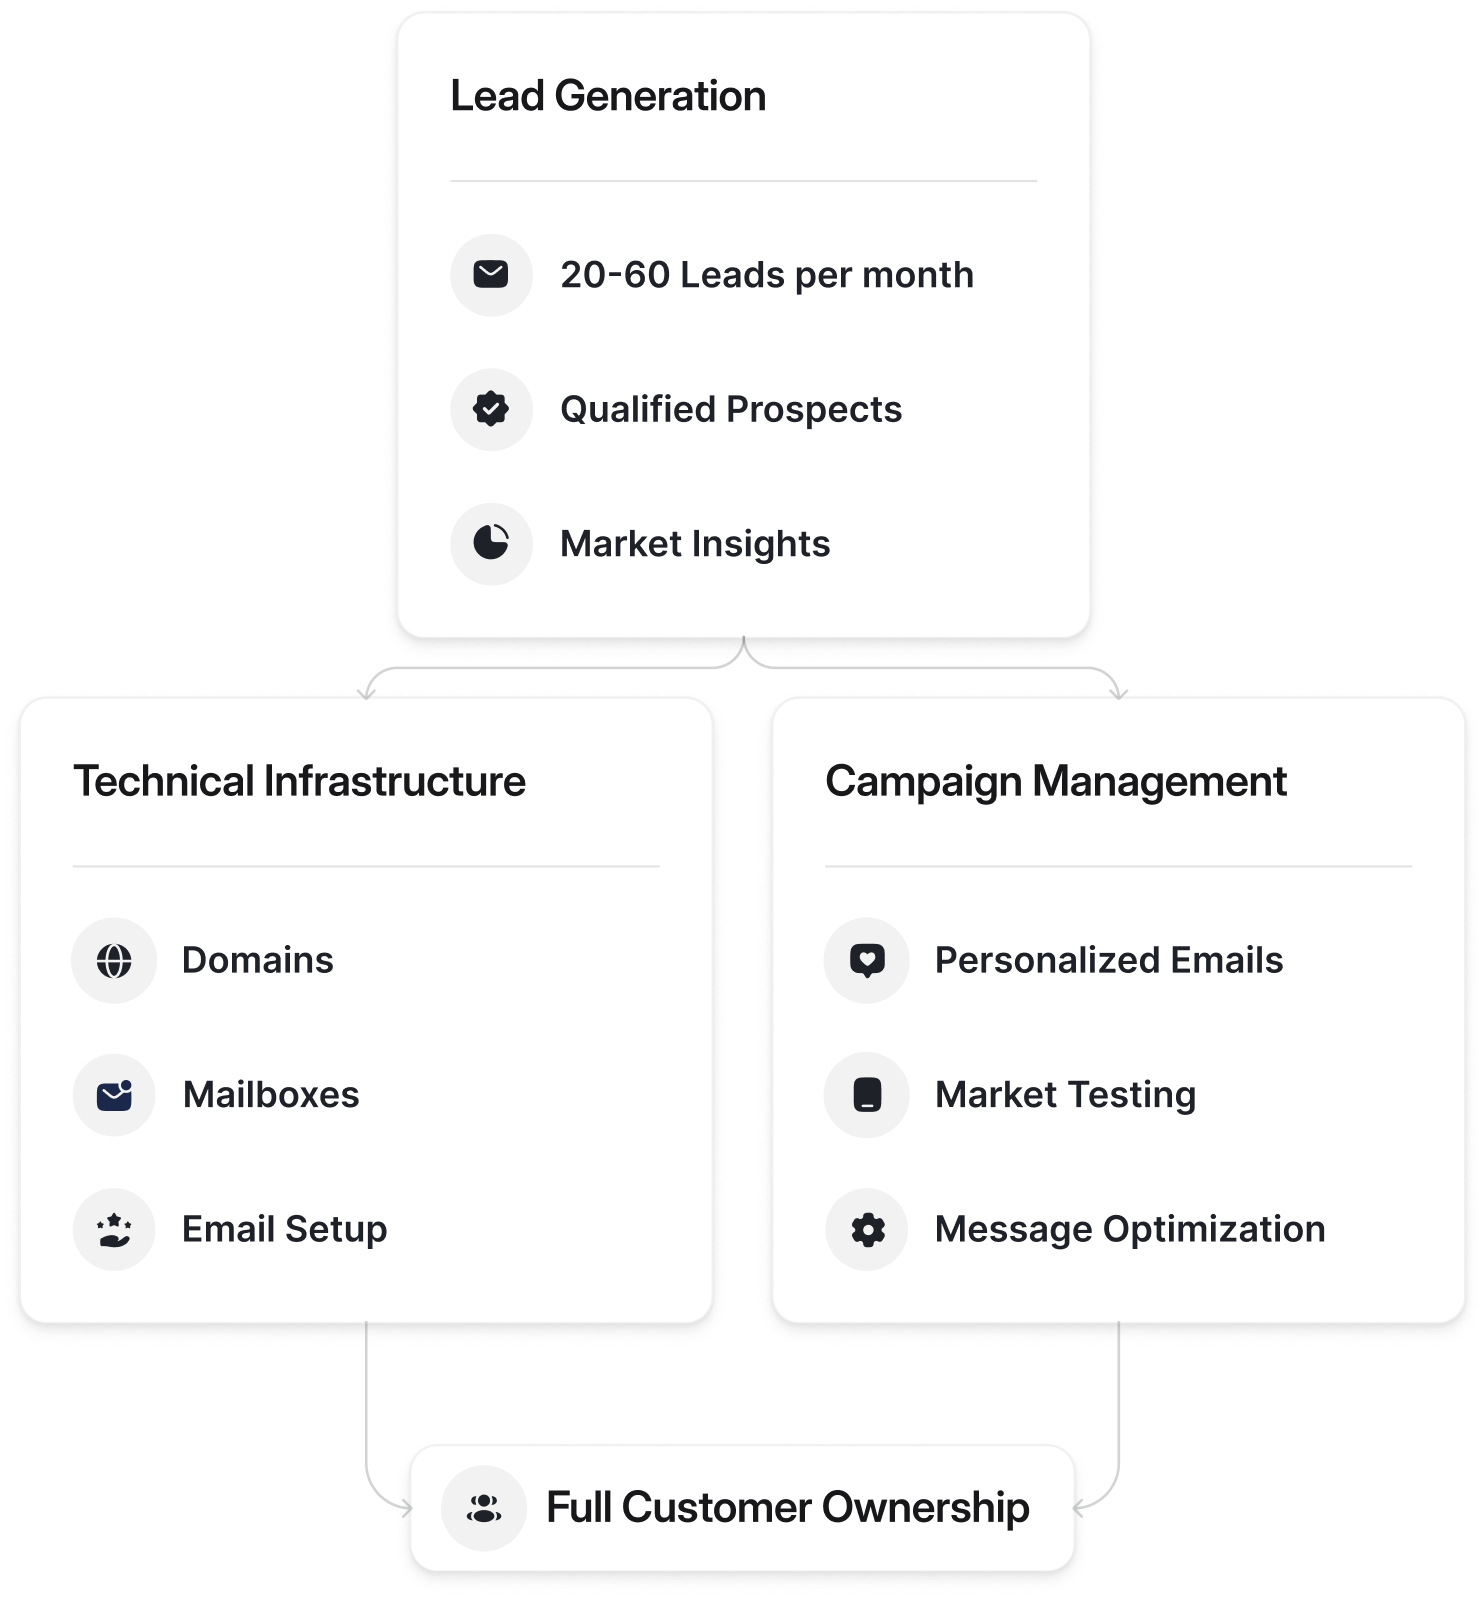 Lead Generation
20-60 Leads per month
Qualified Prospects
Market Insights
Technical Infrastructure
Domains
Mailboxes
Email Setup
Campaign Management
Personalized Emails
Market Testing
Message Optimization
Full Customer Ownership